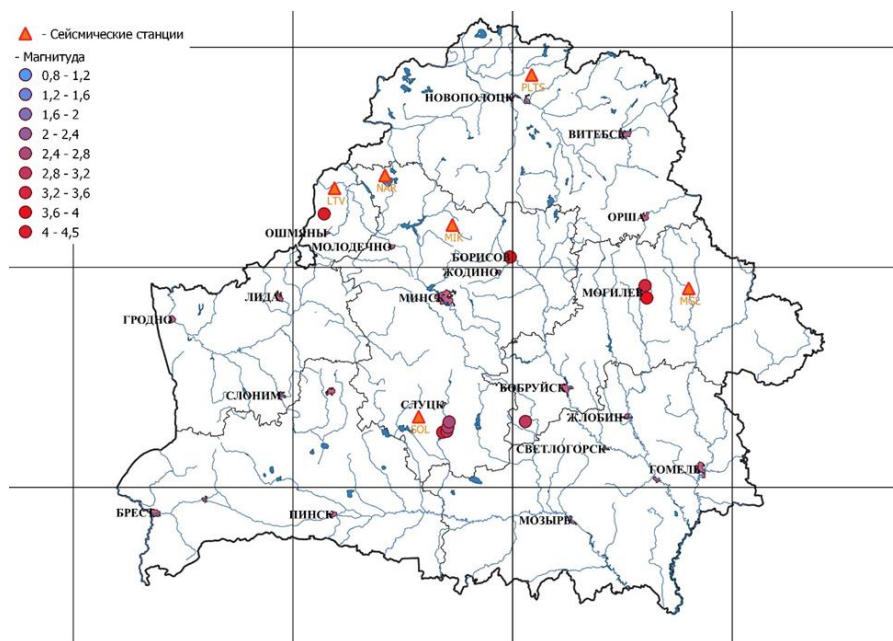 - Сейсмические станции
- Магнитуда
0,8 - 1,2
1,2 - 1,6
1,6 - 2
2 - 2,4
2,4 - 2,8
2,8 - 3,2
3,2 - 3,6
3,6 - 4
4 - 4,5
PLTS
НОВОПОЛОЦК
ВИТЕБСК
NAR
LTV
ОРША
MIK
ОШМЯНЫ
МОЛОДЕЧНО
БОРИСОВ
ЖОДИНО
ЛИДА
МИНСК
МОГИЛЕВ
MGL
ГРОДНО
СЛОНИМ
СЛУЦК
БОБРУЙСК
ЖЛОБИН
SOL
СВЕТЛОГОРСК
ГОМЕЛЬ
БРЕСТ
ПИНСК
МОЗЫРЬ